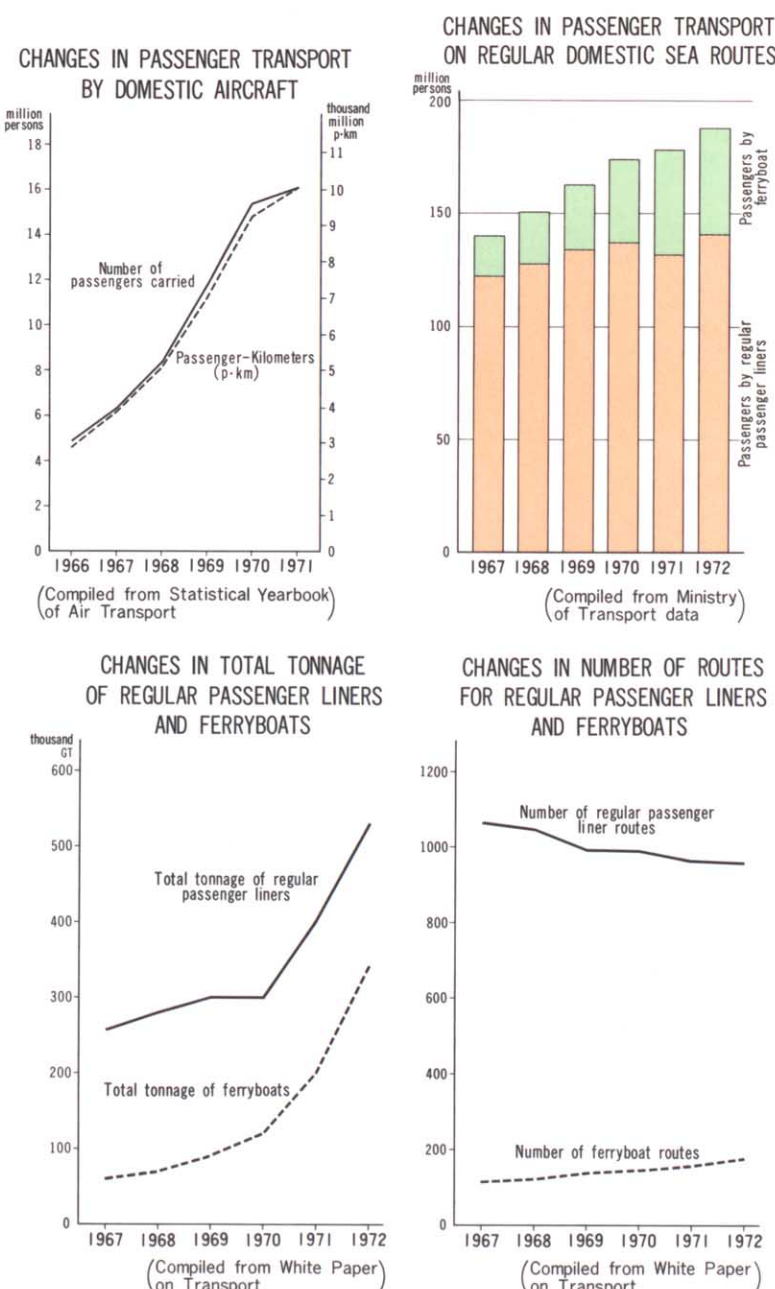 CHANGES IN PASSENGER TRANSPORT
BY DOMESTIC AIRCRAFT
million
persons
thousand
million
p·km
18
16
14
12
10
8
6
4
2
0
11
10
9
8
7
6
5
4
3
2
1
0
Number of
passengers carried
Passenger-Kilometers
(p·km)
1966 1967 1968 1969 1970 1971
(Compiled from Statistical Yearbook)
of Air Transport
CHANGES IN PASSENGER TRANSPORT
ON REGULAR DOMESTIC SEA ROUTES
million
persons
200
150
100
50
0
Passengers by
ferryboat
Passengers by regular
passenger liners
1967 1968 1969 1970 1971 1972
(Compiled from Ministry)
of Transport data
CHANGES IN TOTAL TONNAGE
OF REGULAR PASSENGER LINERS
AND FERRYBOATS
thousand
GT
600
500
400
300
200
100
0
Total tonnage of regular
passenger liners
Total tonnage of ferryboats
1967 1968 1969 1970 1971 1972
(Compiled from White Paper)
on Transport
CHANGES IN NUMBER OF ROUTES
FOR REGULAR PASSENGER LINERS
AND FERRYBOATS
1200
1000
800
600
400
200
0
Number of regular passenger
liner routes
Number of ferryboat routes
1967 1968 1969 1970 1971 1972
(Compiled from White Paper)
on Transport